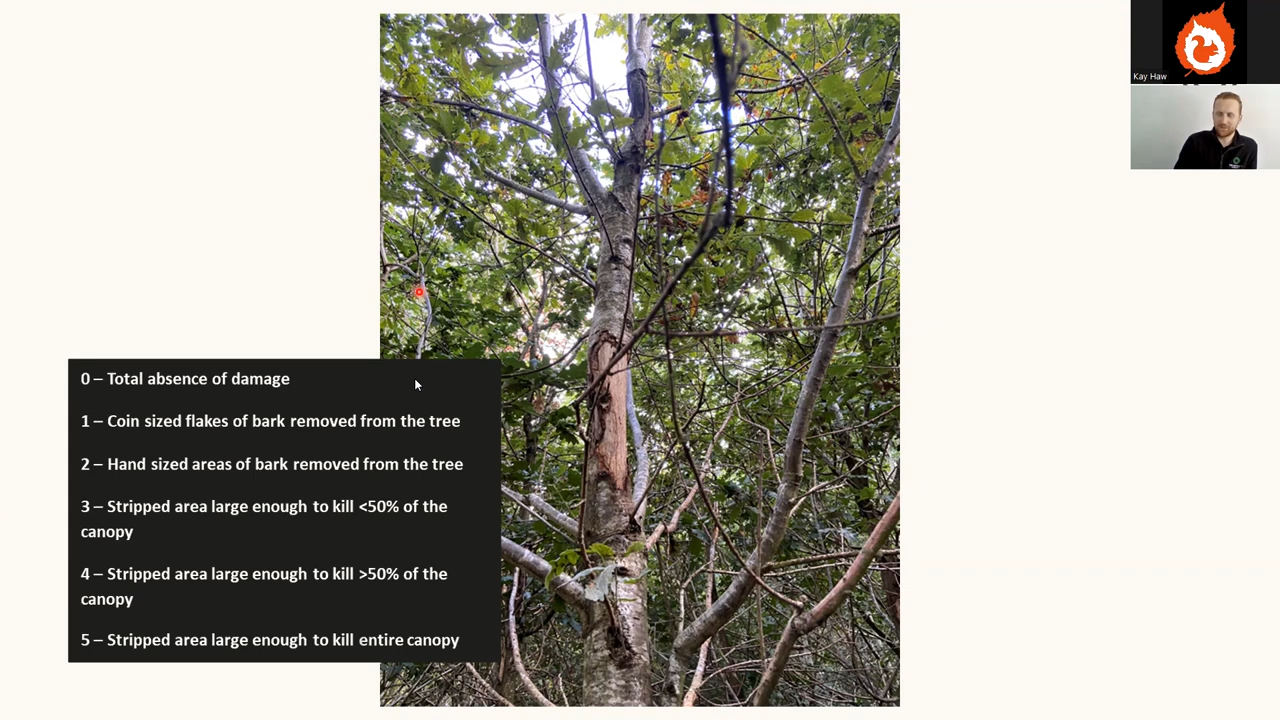 Kay Haw
0 – Total absence of damage
1 – Coin sized flakes of bark removed from the tree
2 – Hand sized areas of bark removed from the tree
3 – Stripped area large enough to kill <50% of the
canopy
4 – Stripped area large enough to kill >50% of the
canopy
5 – Stripped area large enough to kill entire canopy